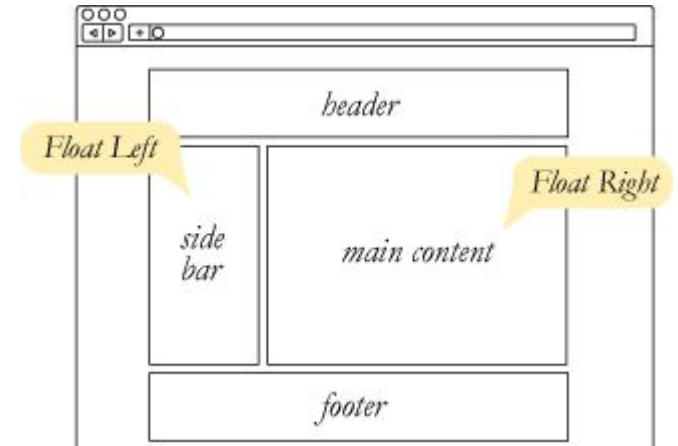 header
Float Left
Float Right
side
bar
main content
footer